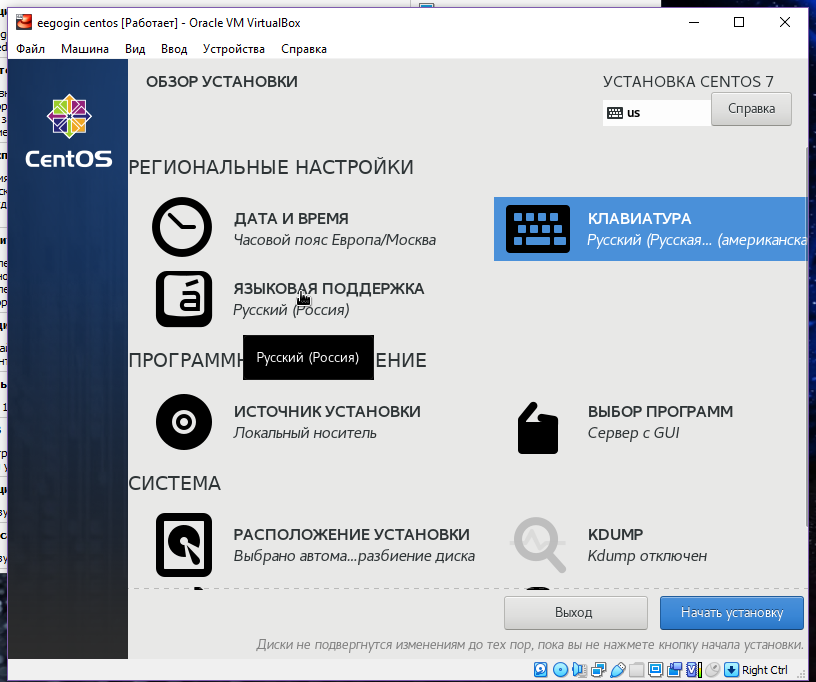 eegogin centos [Работает] - Oracle VM VirtualBox
Файл Машина Вид Ввод Устройства Справка
ОБЗОР УСТАНОВКИ
УСТАНОВКА CENTOS 7
us
Справка
CentOS
РЕГИОНАЛЬНЫЕ НАСТРОЙКИ
ДАТА И ВРЕМЯ
Часовой пояс Европа/Москва
КЛАВИАТУРА
Русский (Русская... (американска
ЯЗЫКОВАЯ ПОДДЕРЖКА
Русский (Россия)
Русский (Россия)
ПРОГРАММН ЕНИЕ
ИСТОЧНИК УСТАНОВКИ
Локальный носитель
ВЫБОР ПРОГРАММ
Сервер с GUI
СИСТЕМА
РАСПОЛОЖЕНИЕ УСТАНОВКИ
Выбрано автома...разбиение диска
KDUMP
Kdump отключен
Выход
Начать установку
Диски не подвергнутся изменениям до тех пор, пока вы не нажмете кнопку начала установки.
Right Ctrl